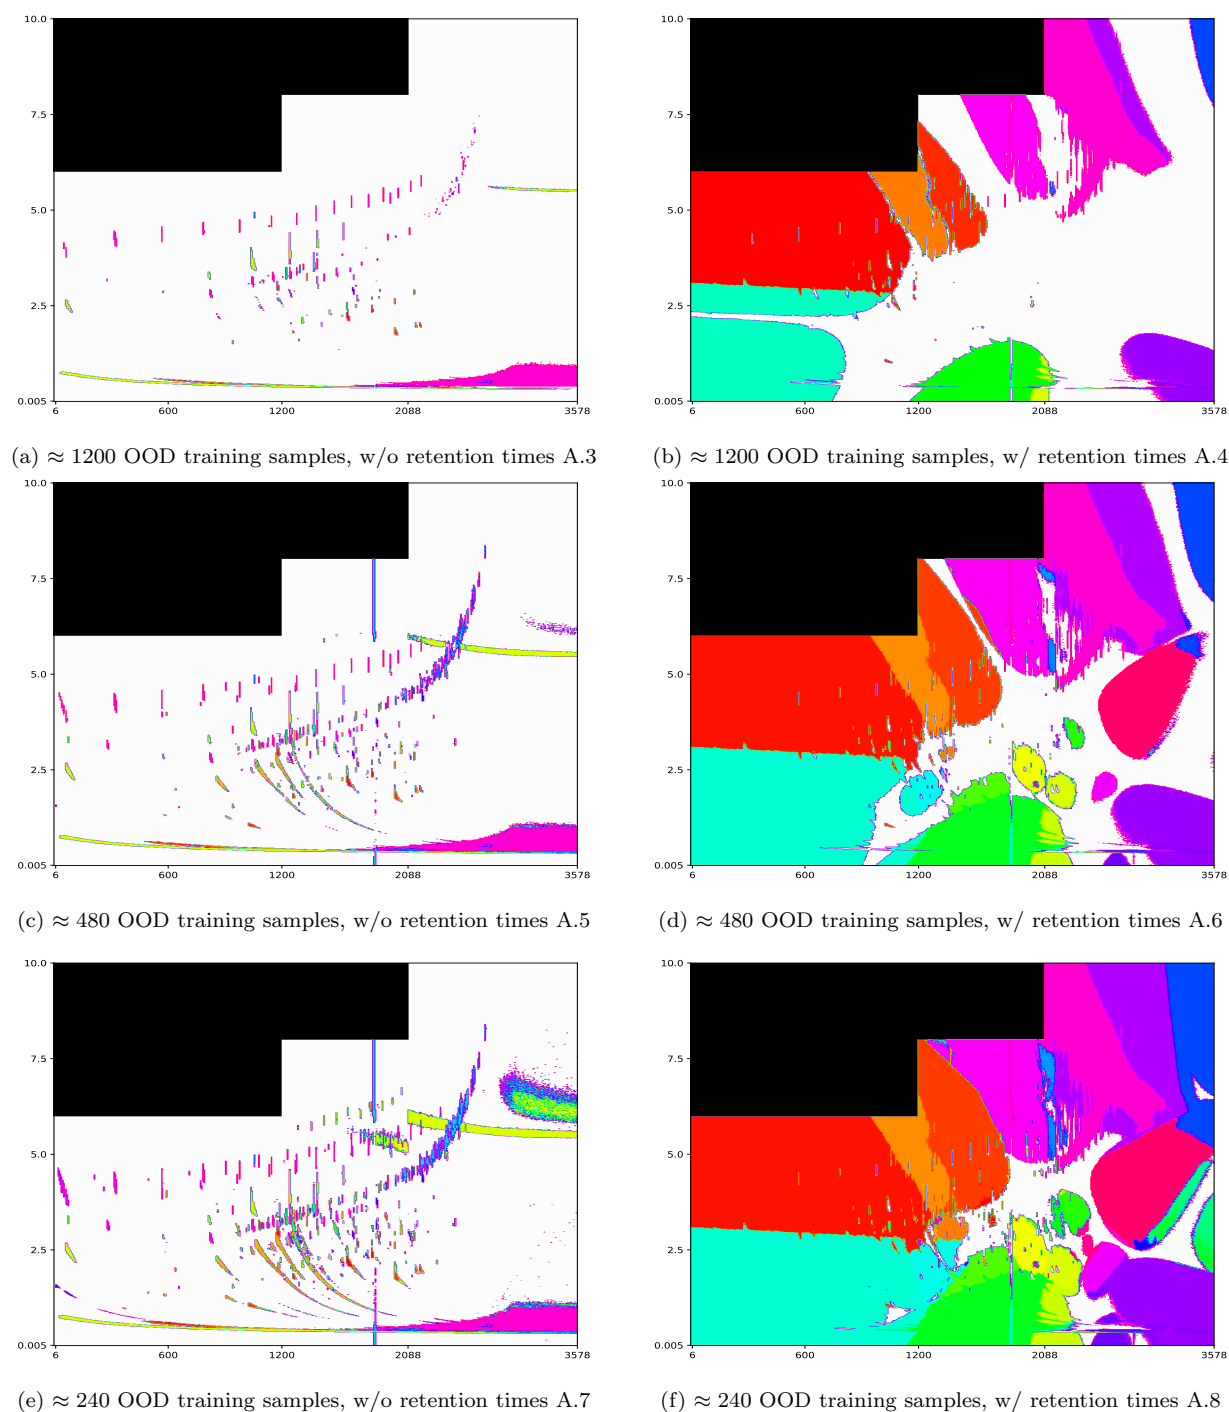 10.0
7.5
5.0
2.5
0.005
6 600 1200 2088 3578
10.0
7.5
5.0
2.5
0.005
6 600 1200 2088 3578
(a) ≈ 1200 OOD training samples, w/o retention times A.3
(b) ≈ 1200 OOD training samples, w/ retention times A.4
10.0
7.5
5.0
2.5
0.005
6 600 1200 2088 3578
10.0
7.5
5.0
2.5
0.005
6 600 1200 2088 3578
(c) ≈ 480 OOD training samples, w/o retention times A.5
(d) ≈ 480 OOD training samples, w/ retention times A.6
10.0
7.5
5.0
2.5
0.005
6 600 1200 2088 3578
10.0
7.5
5.0
2.5
0.005
6 600 1200 2088 3578
(e) ≈ 240 OOD training samples, w/o retention times A.7
(f) ≈ 240 OOD training samples, w/ retention times A.8